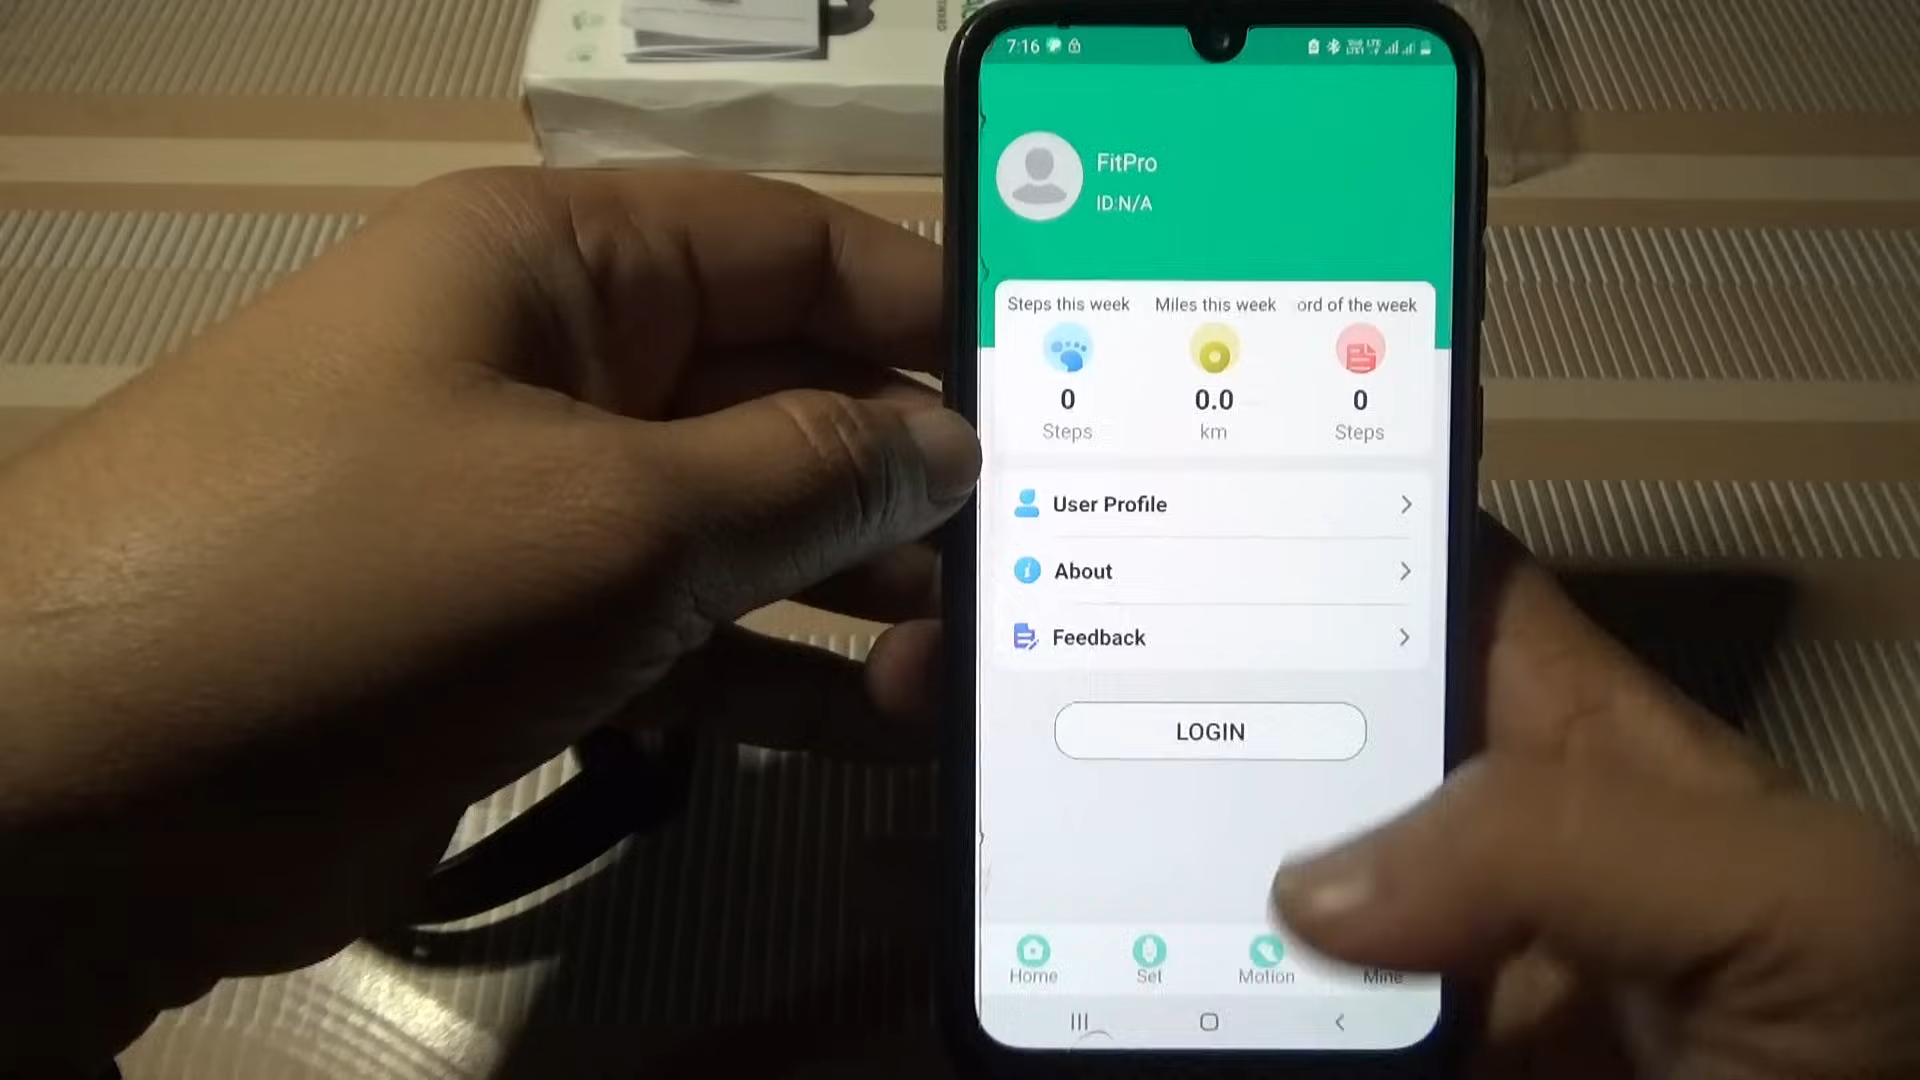 7:16
FitPro
ID:N/A
Steps this week Miles this week ord of the week
0 0.0 0
Steps km Steps
User Profile
About
Feedback
LOGIN
Home Set Motion Mine